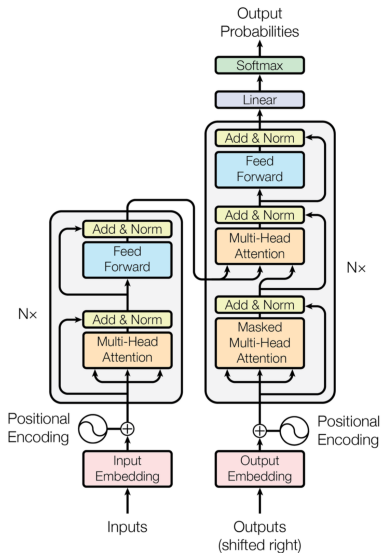 Output
Probabilities
Softmax
Linear
Add & Norm
Feed
Forward
Add & Norm
Multi-Head
Attention
Add & Norm
Masked
Multi-Head
Attention
N×
Add & Norm
Feed
Forward
Add & Norm
Multi-Head
Attention
N×
Positional
Encoding
Positional
Encoding
Input
Embedding
Output
Embedding
Inputs
Outputs
(shifted right)